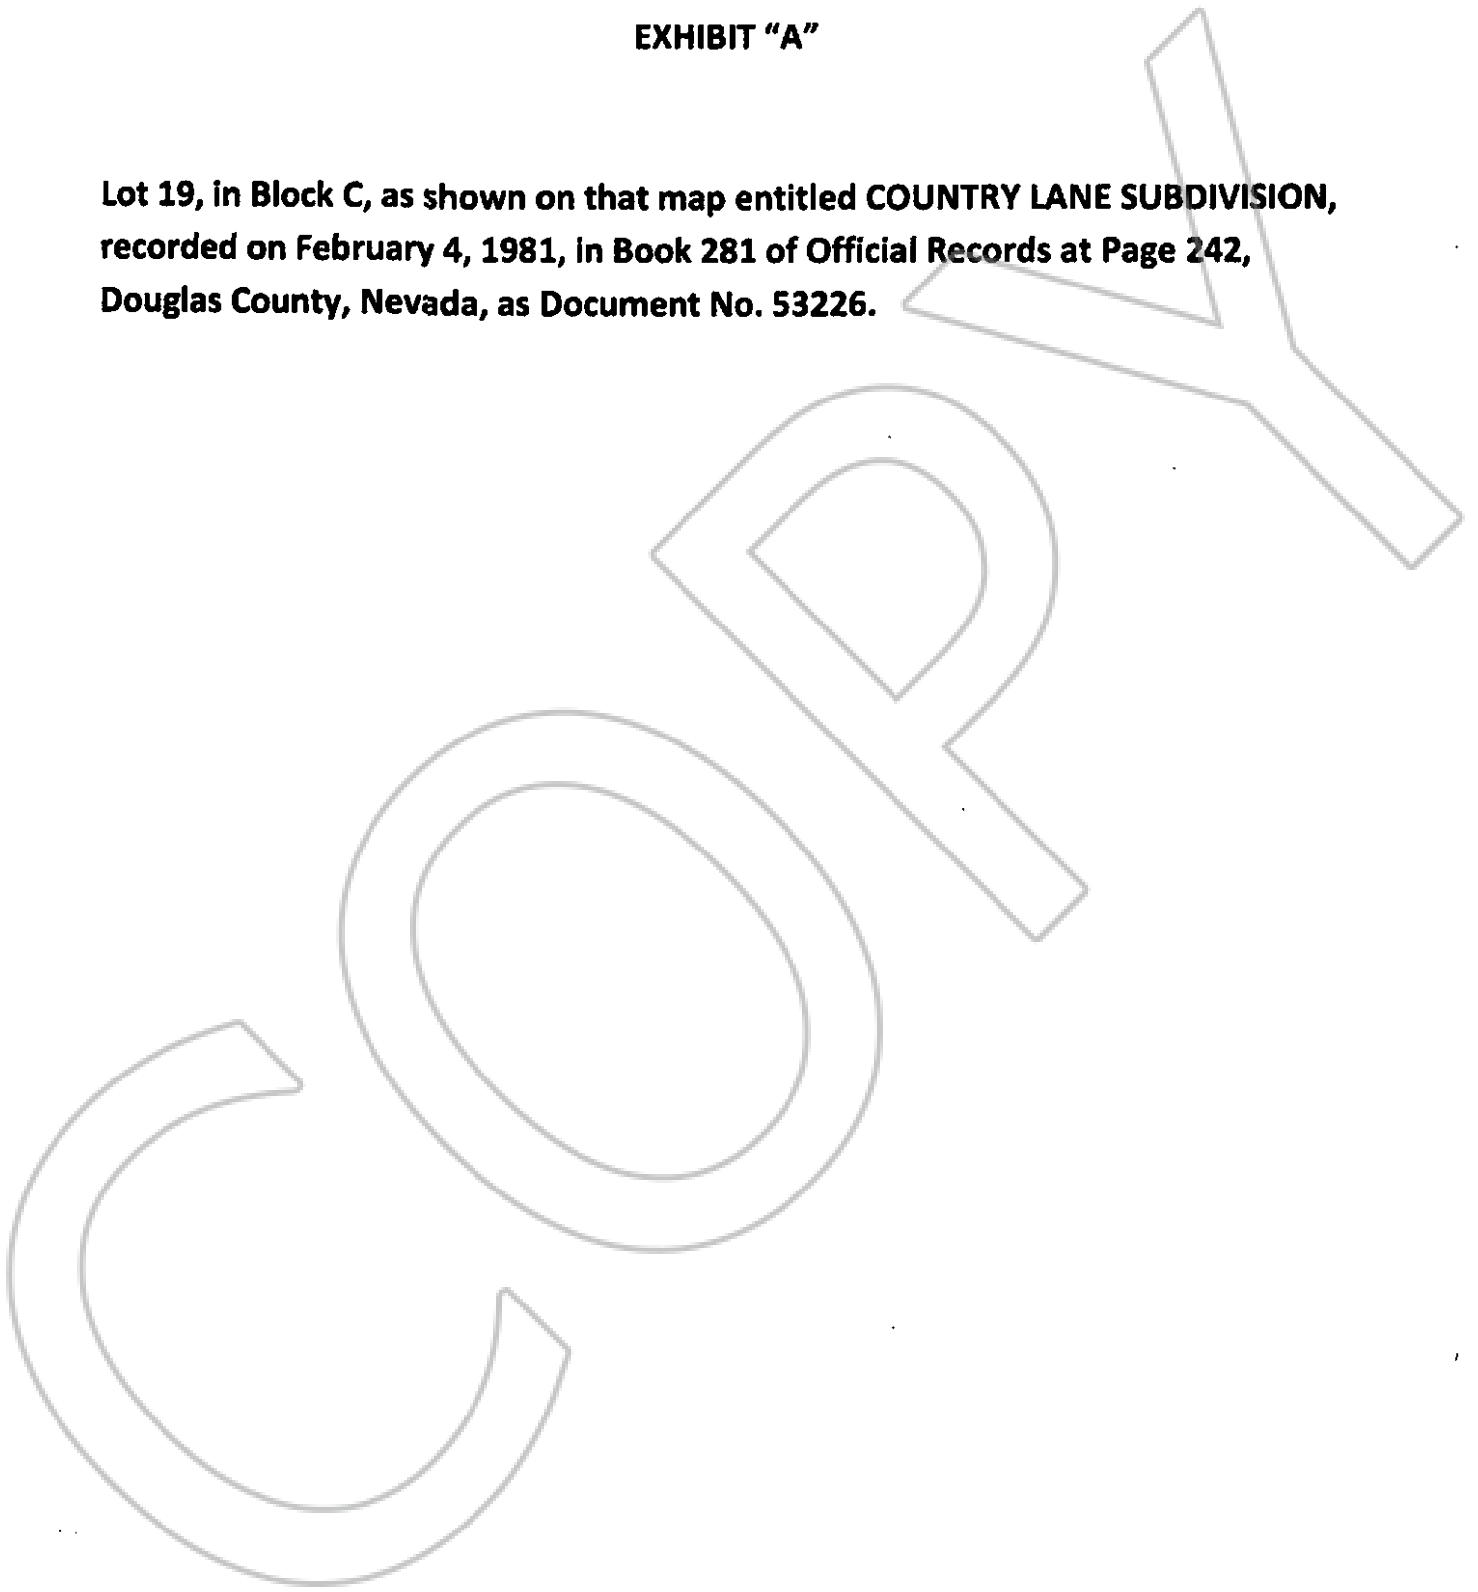 EXHIBIT “A”
Lot 19, in Block C, as shown on that map entitled COUNTRY LANE SUBDIVISION,
recorded on February 4, 1981, in Book 281 of Official Records at Page 242,
Douglas County, Nevada, as Document No. 53226.
COPY